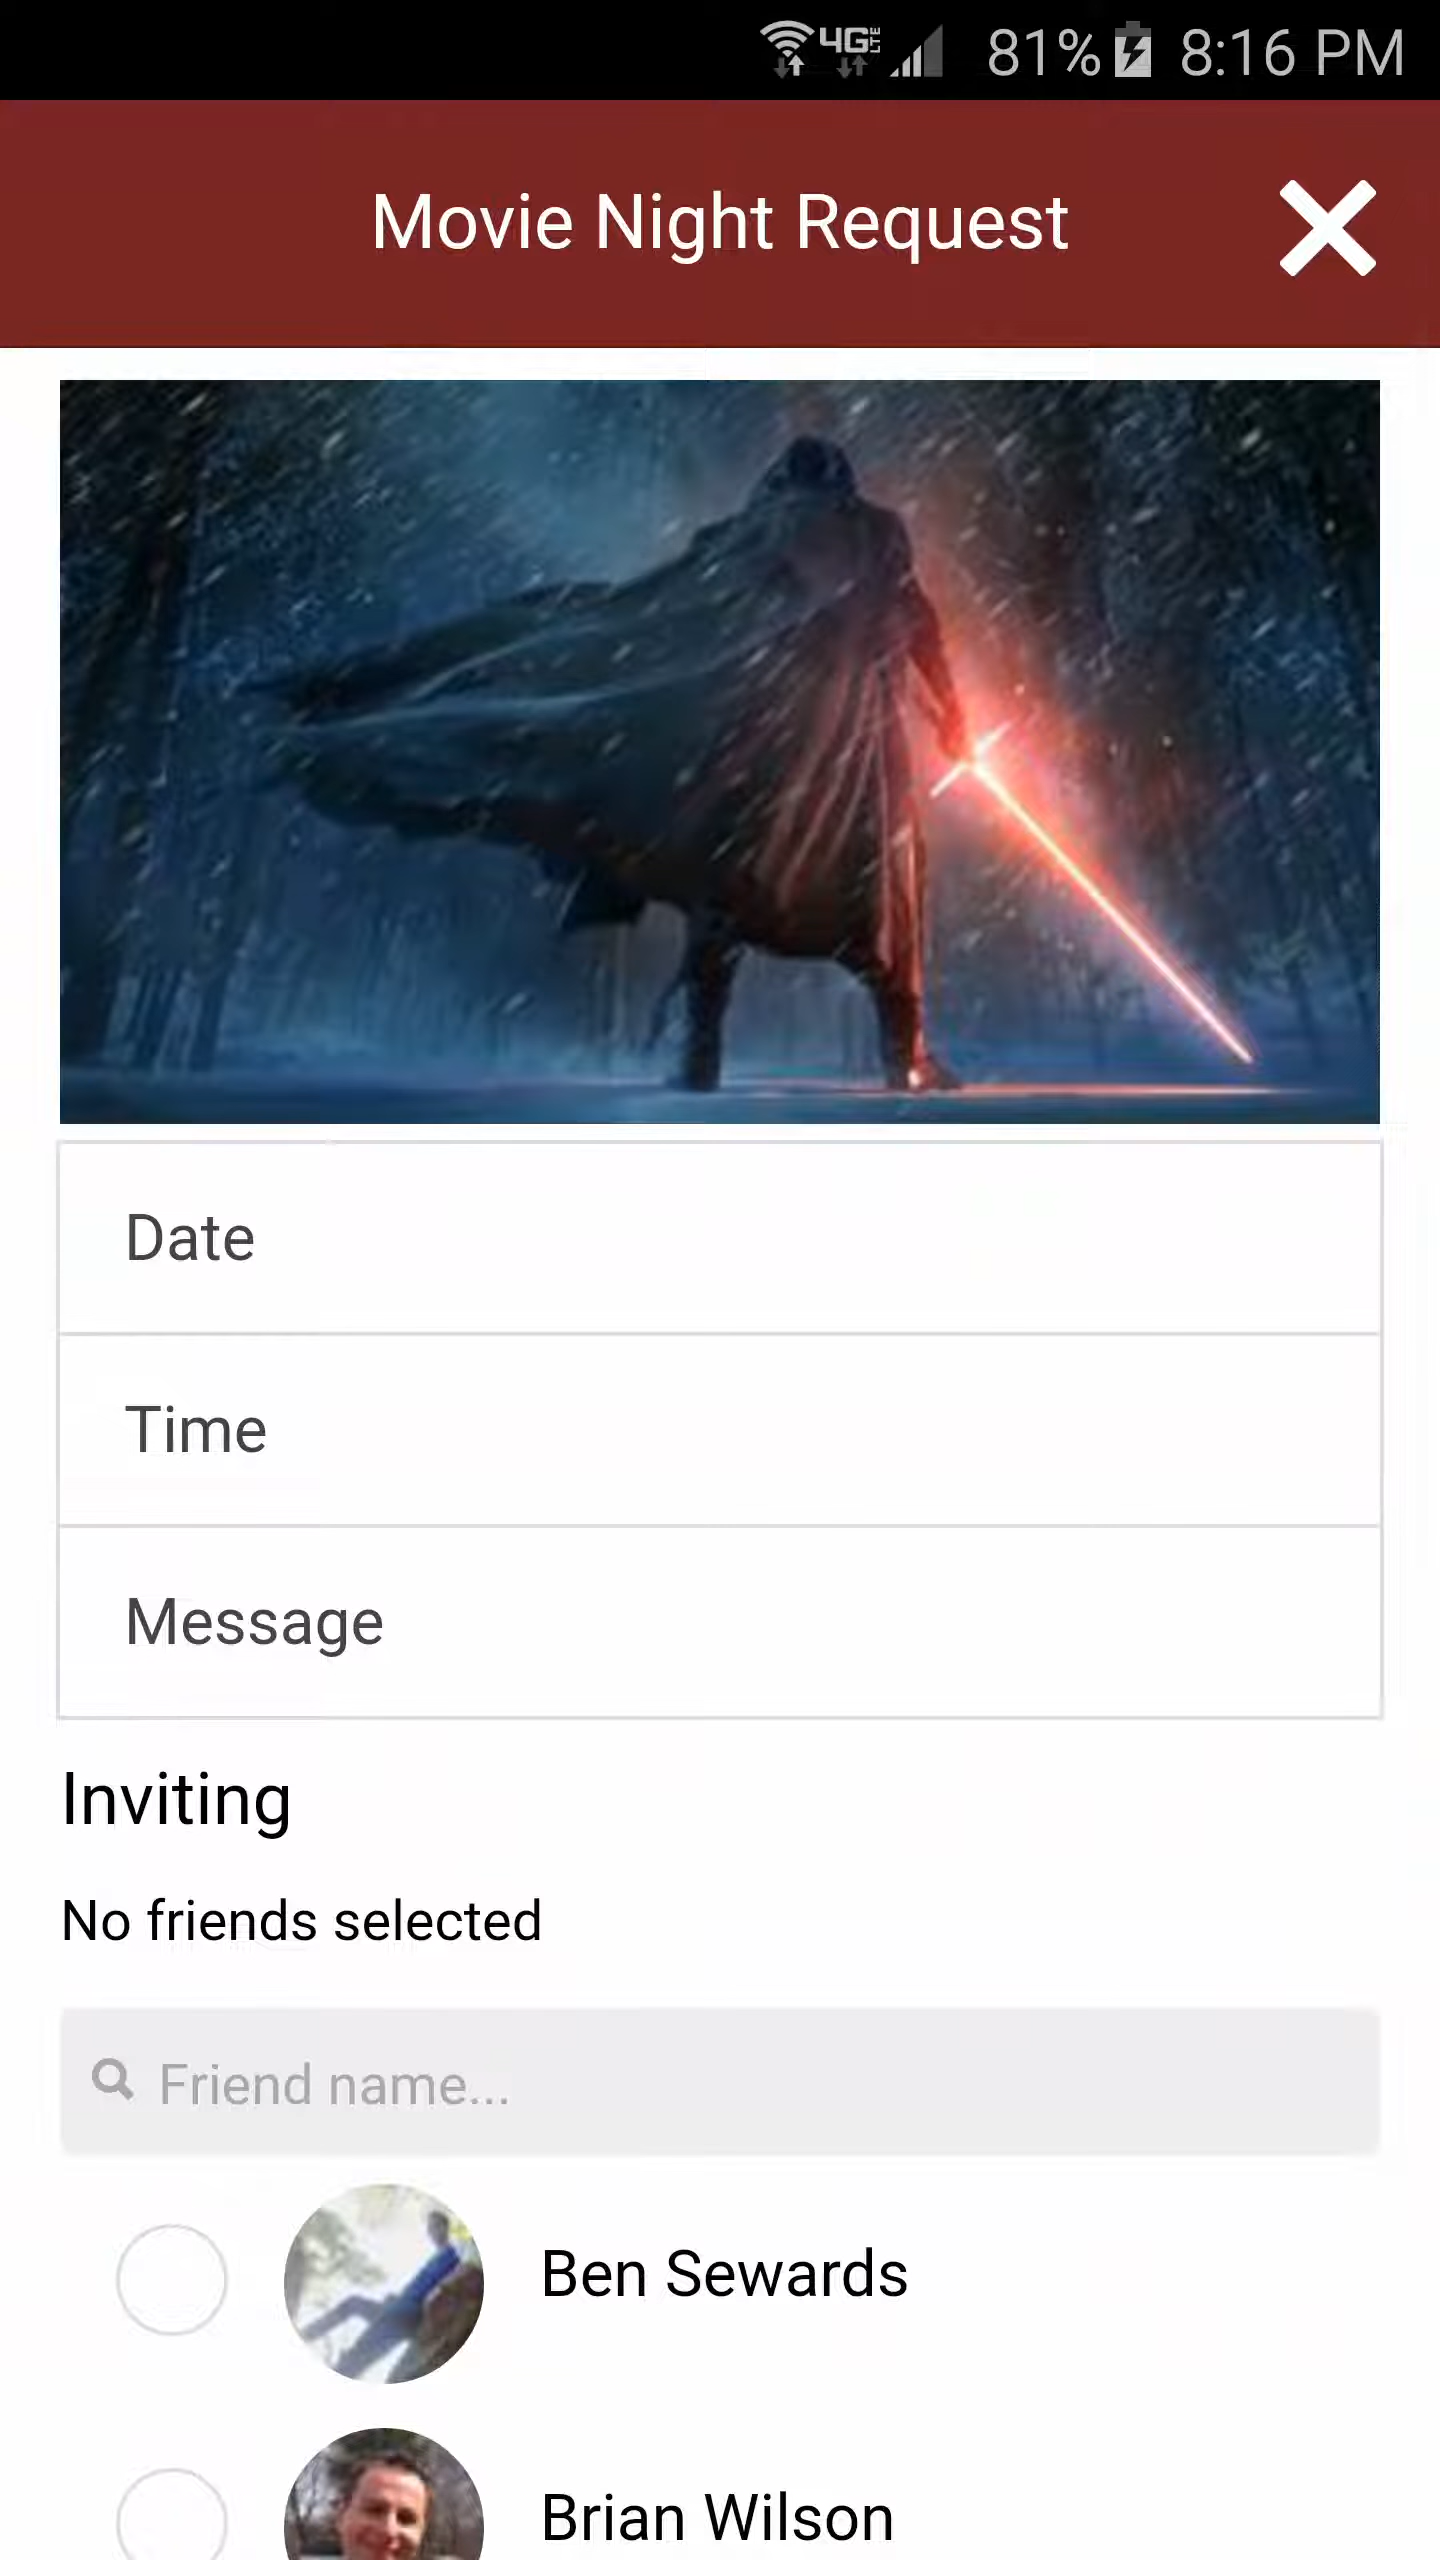 4G LTE 81% 8:16 PM
Movie Night Request
Date
Time
Message
Inviting
No friends selected
Friend name...
Ben Sewards
Brian Wilson